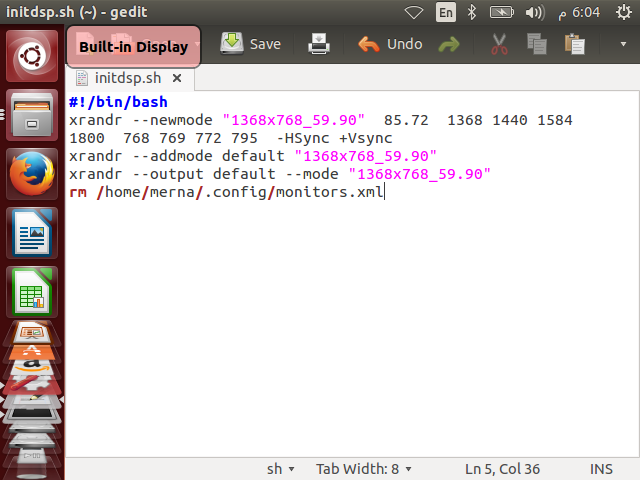 initdsp.sh (~) - gedit
En
6:04 م
Built-in Display
Save
Undo
initdsp.sh
#!/bin/bash
xrandr --newmode "1368x768_59.90"  85.72  1368 1440 1584
1800  768 769 772 795  -HSync +Vsync
xrandr --addmode default "1368x768_59.90"
xrandr --output default --mode "1368x768_59.90"
rm /home/merna/.config/monitors.xml
sh
Tab Width: 8
Ln 5, Col 36
INS